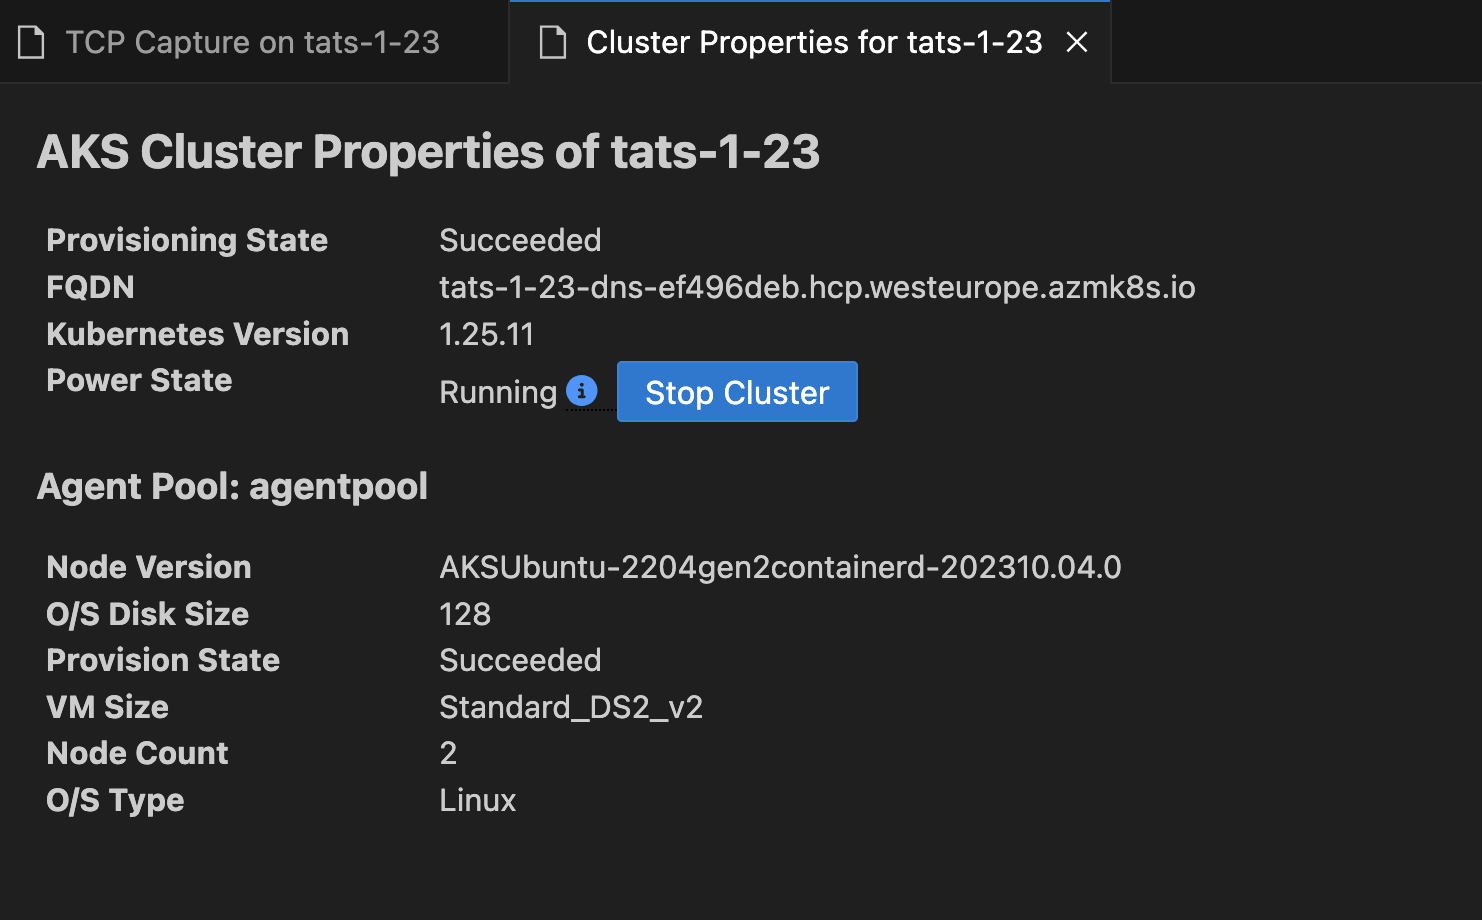 TCP Capture on tats-1-23
Cluster Properties for tats-1-23
AKS Cluster Properties of tats-1-23
Provisioning State Succeeded
FQDN tats-1-23-dns-ef496deb.hcp.westeurope.azmk8s.io
Kubernetes Version 1.25.11
Power State Running i Stop Cluster
Agent Pool: agentpool
Node Version AKSUbuntu-2204gen2containerd-202310.04.0
O/S Disk Size 128
Provision State Succeeded
VM Size Standard_DS2_v2
Node Count 2
O/S Type Linux